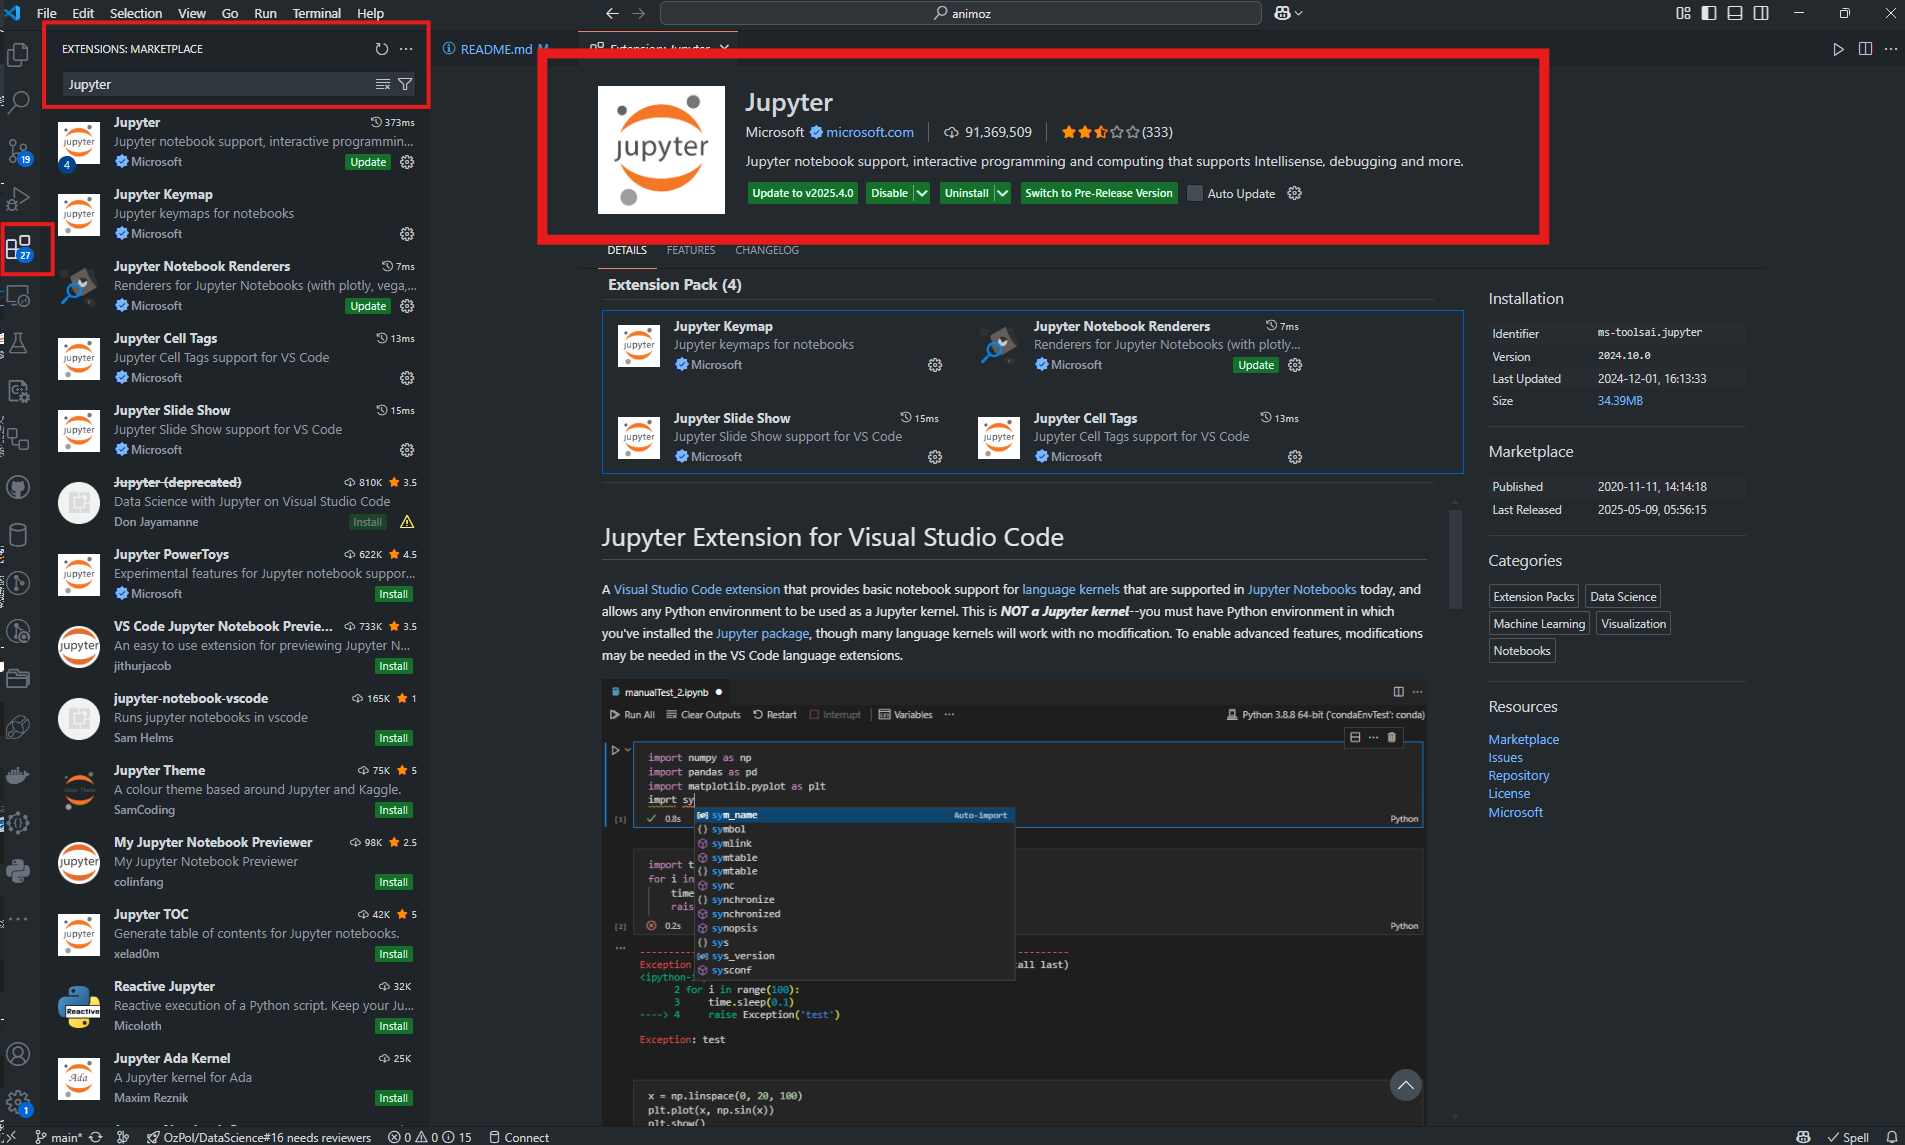 File Edit Selection View Go Run Terminal Help
animoz
EXTENSIONS: MARKETPLACE
Jupyter
19
27
1
Jupyter 373ms
Jupyter notebook support, interactive programmin...
4
Microsoft Update
Jupyter Keymap
Jupyter keymaps for notebooks
Microsoft
Jupyter Notebook Renderers 7ms
Renderers for Jupyter Notebooks (with plotly, vega,...
Microsoft Update
Jupyter Cell Tags 13ms
Jupyter Cell Tags support for VS Code
Microsoft
Jupyter Slide Show 15ms
Jupyter Slide Show support for VS Code
Microsoft
Jupyter (deprecated) 810K 3.5
Data Science with Jupyter on Visual Studio Code
Don Jayamanne Install
Jupyter PowerToys 622K 4.5
Experimental features for Jupyter notebook suppor...
Microsoft Install
VS Code Jupyter Notebook Previe... 733K 3.5
An easy to use extension for previewing Jupyter N...
jithurjacob Install
jupyter-notebook-vscode 165K 1
Runs jupyter notebooks in vscode
Sam Helms Install
Jupyter Theme 75K 5
A colour theme based around Jupyter and Kaggle.
SamCoding Install
My Jupyter Notebook Previewer 98K 2.5
My Jupyter Notebook Previewer
colinfang Install
Jupyter TOC 42K 5
Generate table of contents for Jupyter notebooks.
xelad0m Install
Reactive Jupyter 32K
Reactive execution of a Python script. Keep your Ju...
Micoloth Install
Jupyter Ada Kernel 25K
A Jupyter kernel for Ada
Maxim Reznik Install
README.md M
Extension: Jupyter
jupyter
Jupyter
Microsoft microsoft.com 91,369,509 (333)
Jupyter notebook support, interactive programming and computing that supports Intellisense, debugging and more.
Update to v2025.4.0 Disable Uninstall Switch to Pre-Release Version Auto Update
DETAILS FEATURES CHANGELOG
Extension Pack (4)
Jupyter Keymap
Jupyter keymaps for notebooks
Microsoft
Jupyter Notebook Renderers 7ms
Renderers for Jupyter Notebooks (with plotly...
Microsoft Update
Jupyter Slide Show 15ms
Jupyter Slide Show support for VS Code
Microsoft
Jupyter Cell Tags 13ms
Jupyter Cell Tags support for VS Code
Microsoft
Jupyter Extension for Visual Studio Code
A Visual Studio Code extension that provides basic notebook support for language kernels that are supported in Jupyter Notebooks today, and
allows any Python environment to be used as a Jupyter kernel. This is NOT a Jupyter kernel--you must have Python environment in which
you've installed the Jupyter package, though many language kernels will work with no modification. To enable advanced features, modifications
may be needed in the VS Code language extensions.
manualTest_2.ipynb
Run All Clear Outputs Restart Interrupt Variables ... Python 3.8.8 64-bit ('condaEnvTest': conda)
import numpy as np
import pandas as pd
import matplotlib.pyplot as plt
imprt sy
[1] 0.8s Python
sym_name Auto-import
symbol
symlink
symtable
symtable
sync
synchronize
synchronized
synopsis
sys
sys_version
sysconf
import t
for i in
time
rais
[2] 0.2s Python
Exception all last)
<ipython-
2 for i in range(100):
3 time.sleep(0.1)
----> 4 raise Exception('test')
Exception: test
x = np.linspace(0, 20, 100)
plt.plot(x, np.sin(x))
plt.show()
Installation
Identifier ms-toolsai.jupyter
Version 2024.10.0
Last Updated 2024-12-01, 16:13:33
Size 34.39MB
Marketplace
Published 2020-11-11, 14:14:18
Last Released 2025-05-09, 05:56:15
Categories
Extension Packs Data Science
Machine Learning Visualization
Notebooks
Resources
Marketplace
Issues
Repository
License
Microsoft
main* OzPol/DataScience#16 needs reviewers 0 0 15 Connect Spell